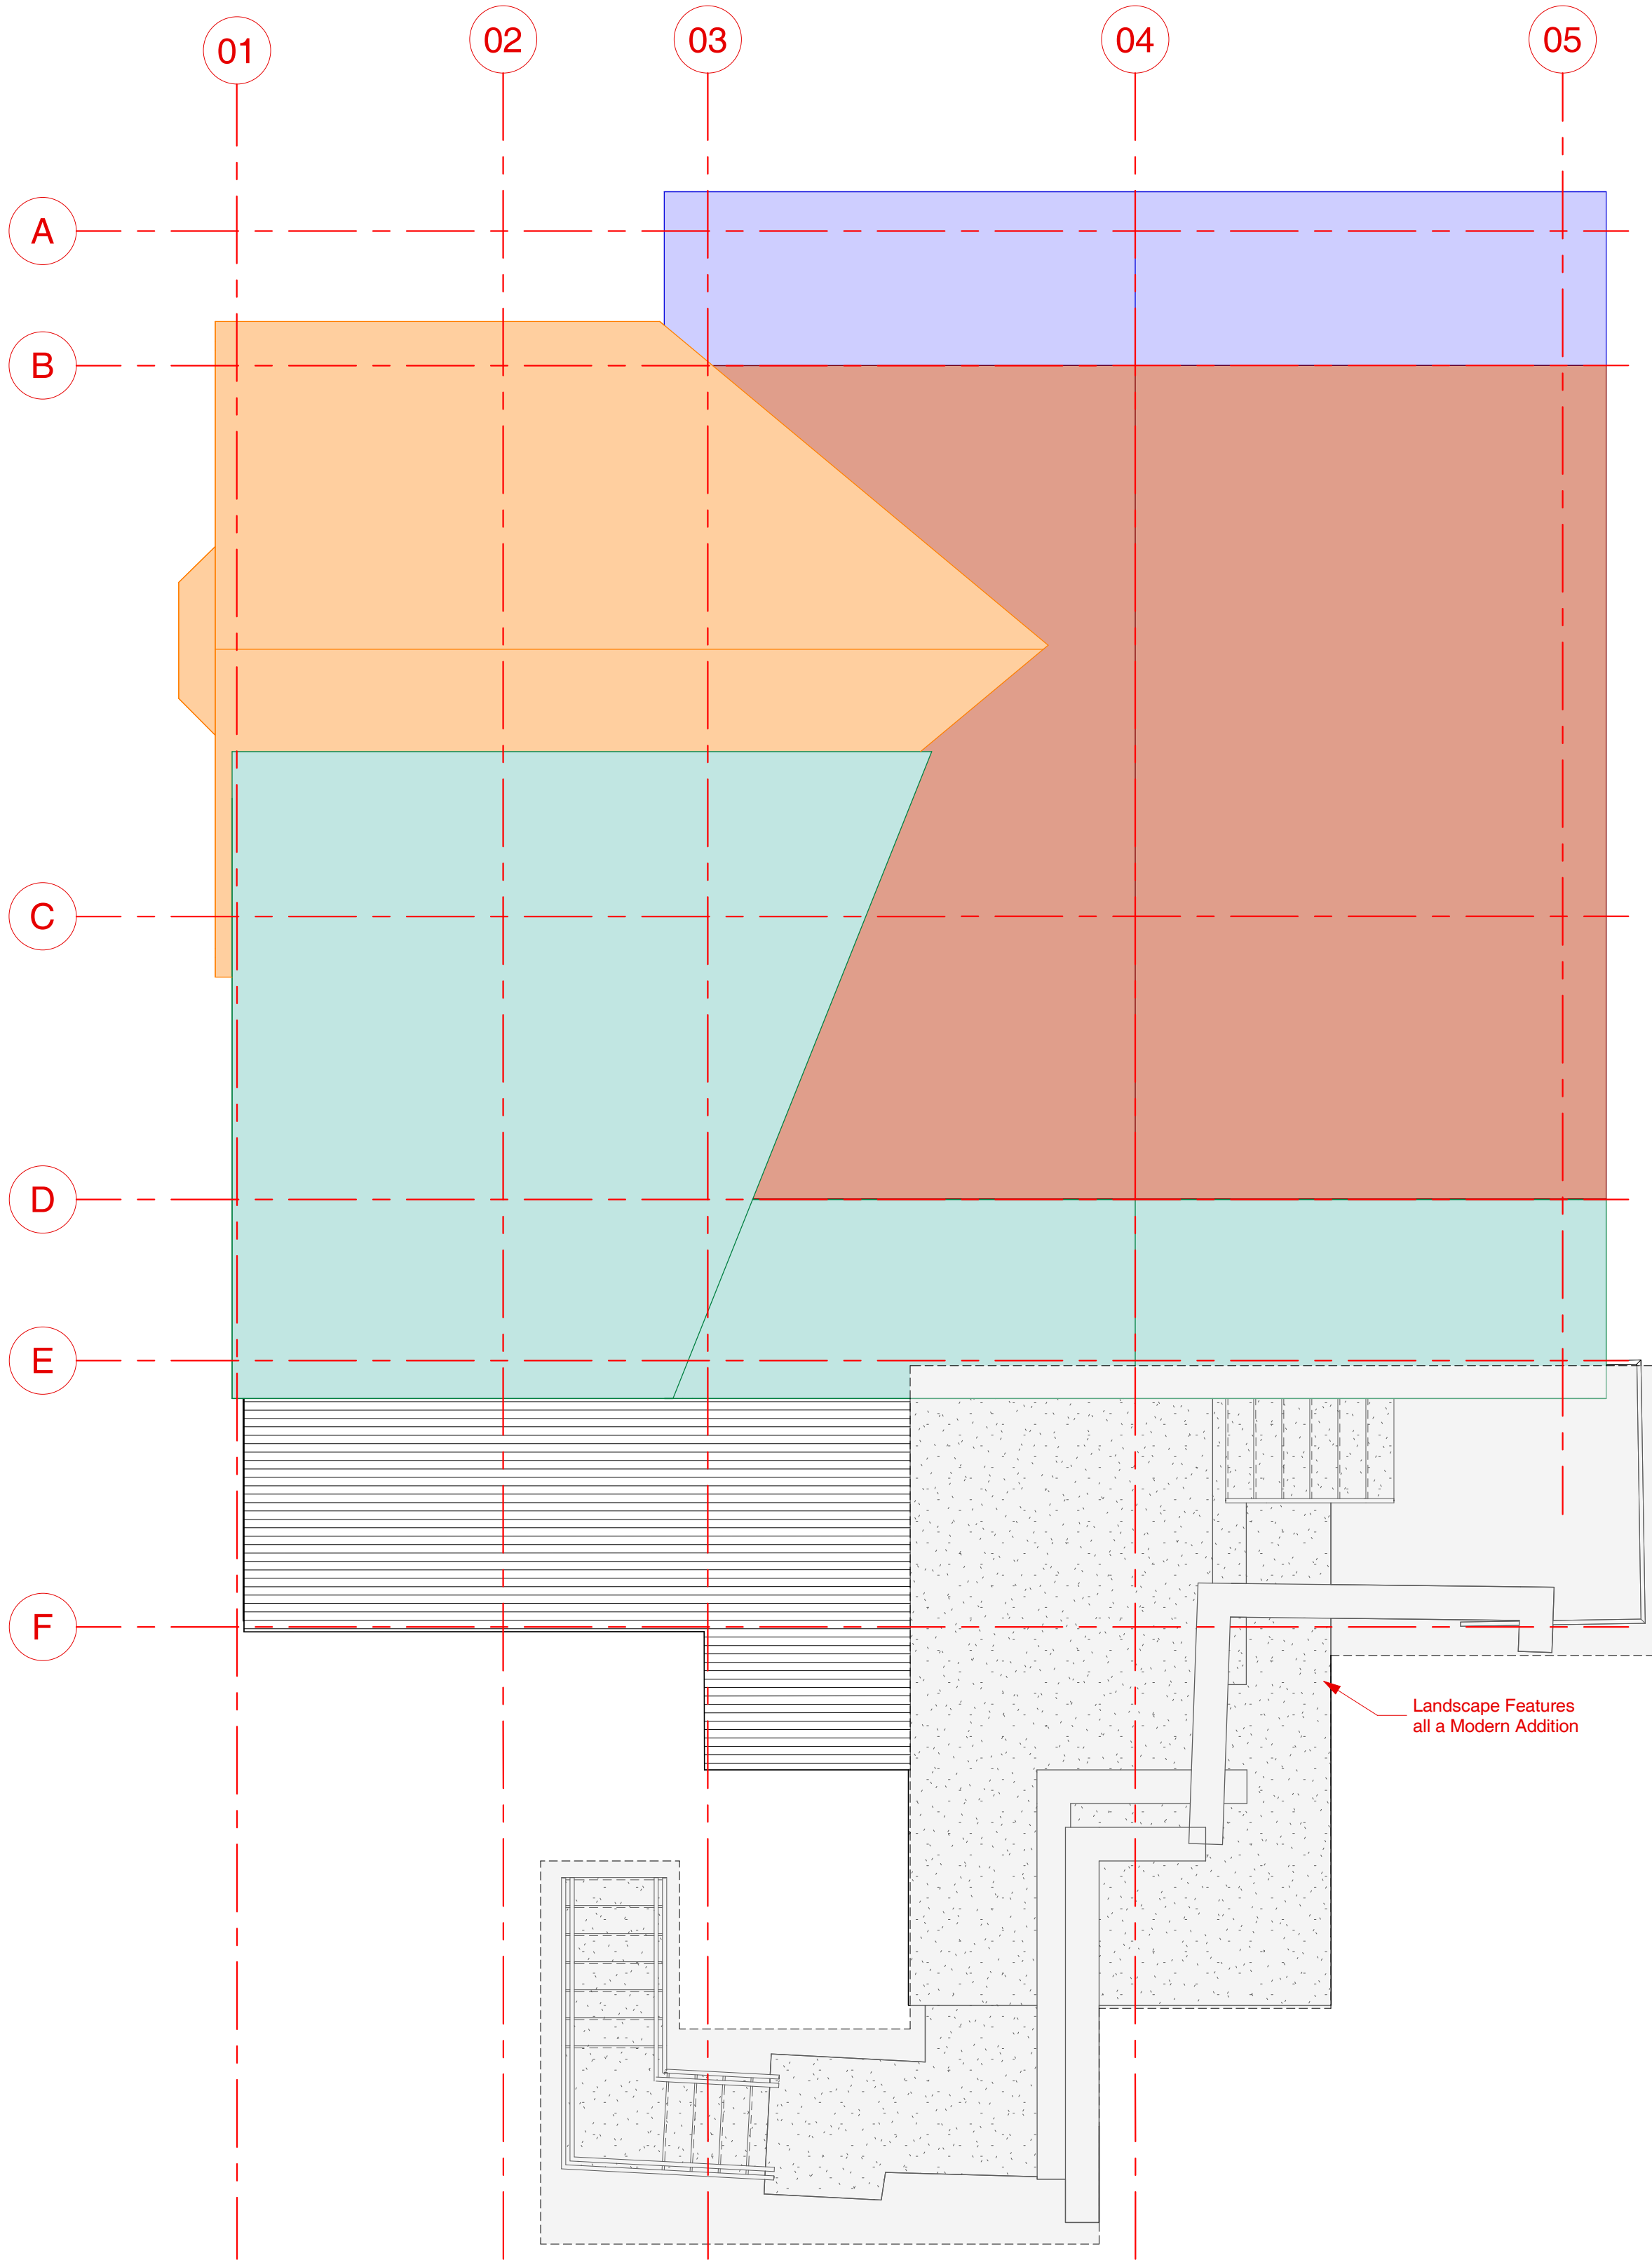 01
02
03
04
05
A
B
C
D
E
F
Landscape Features
all a Modern Addition